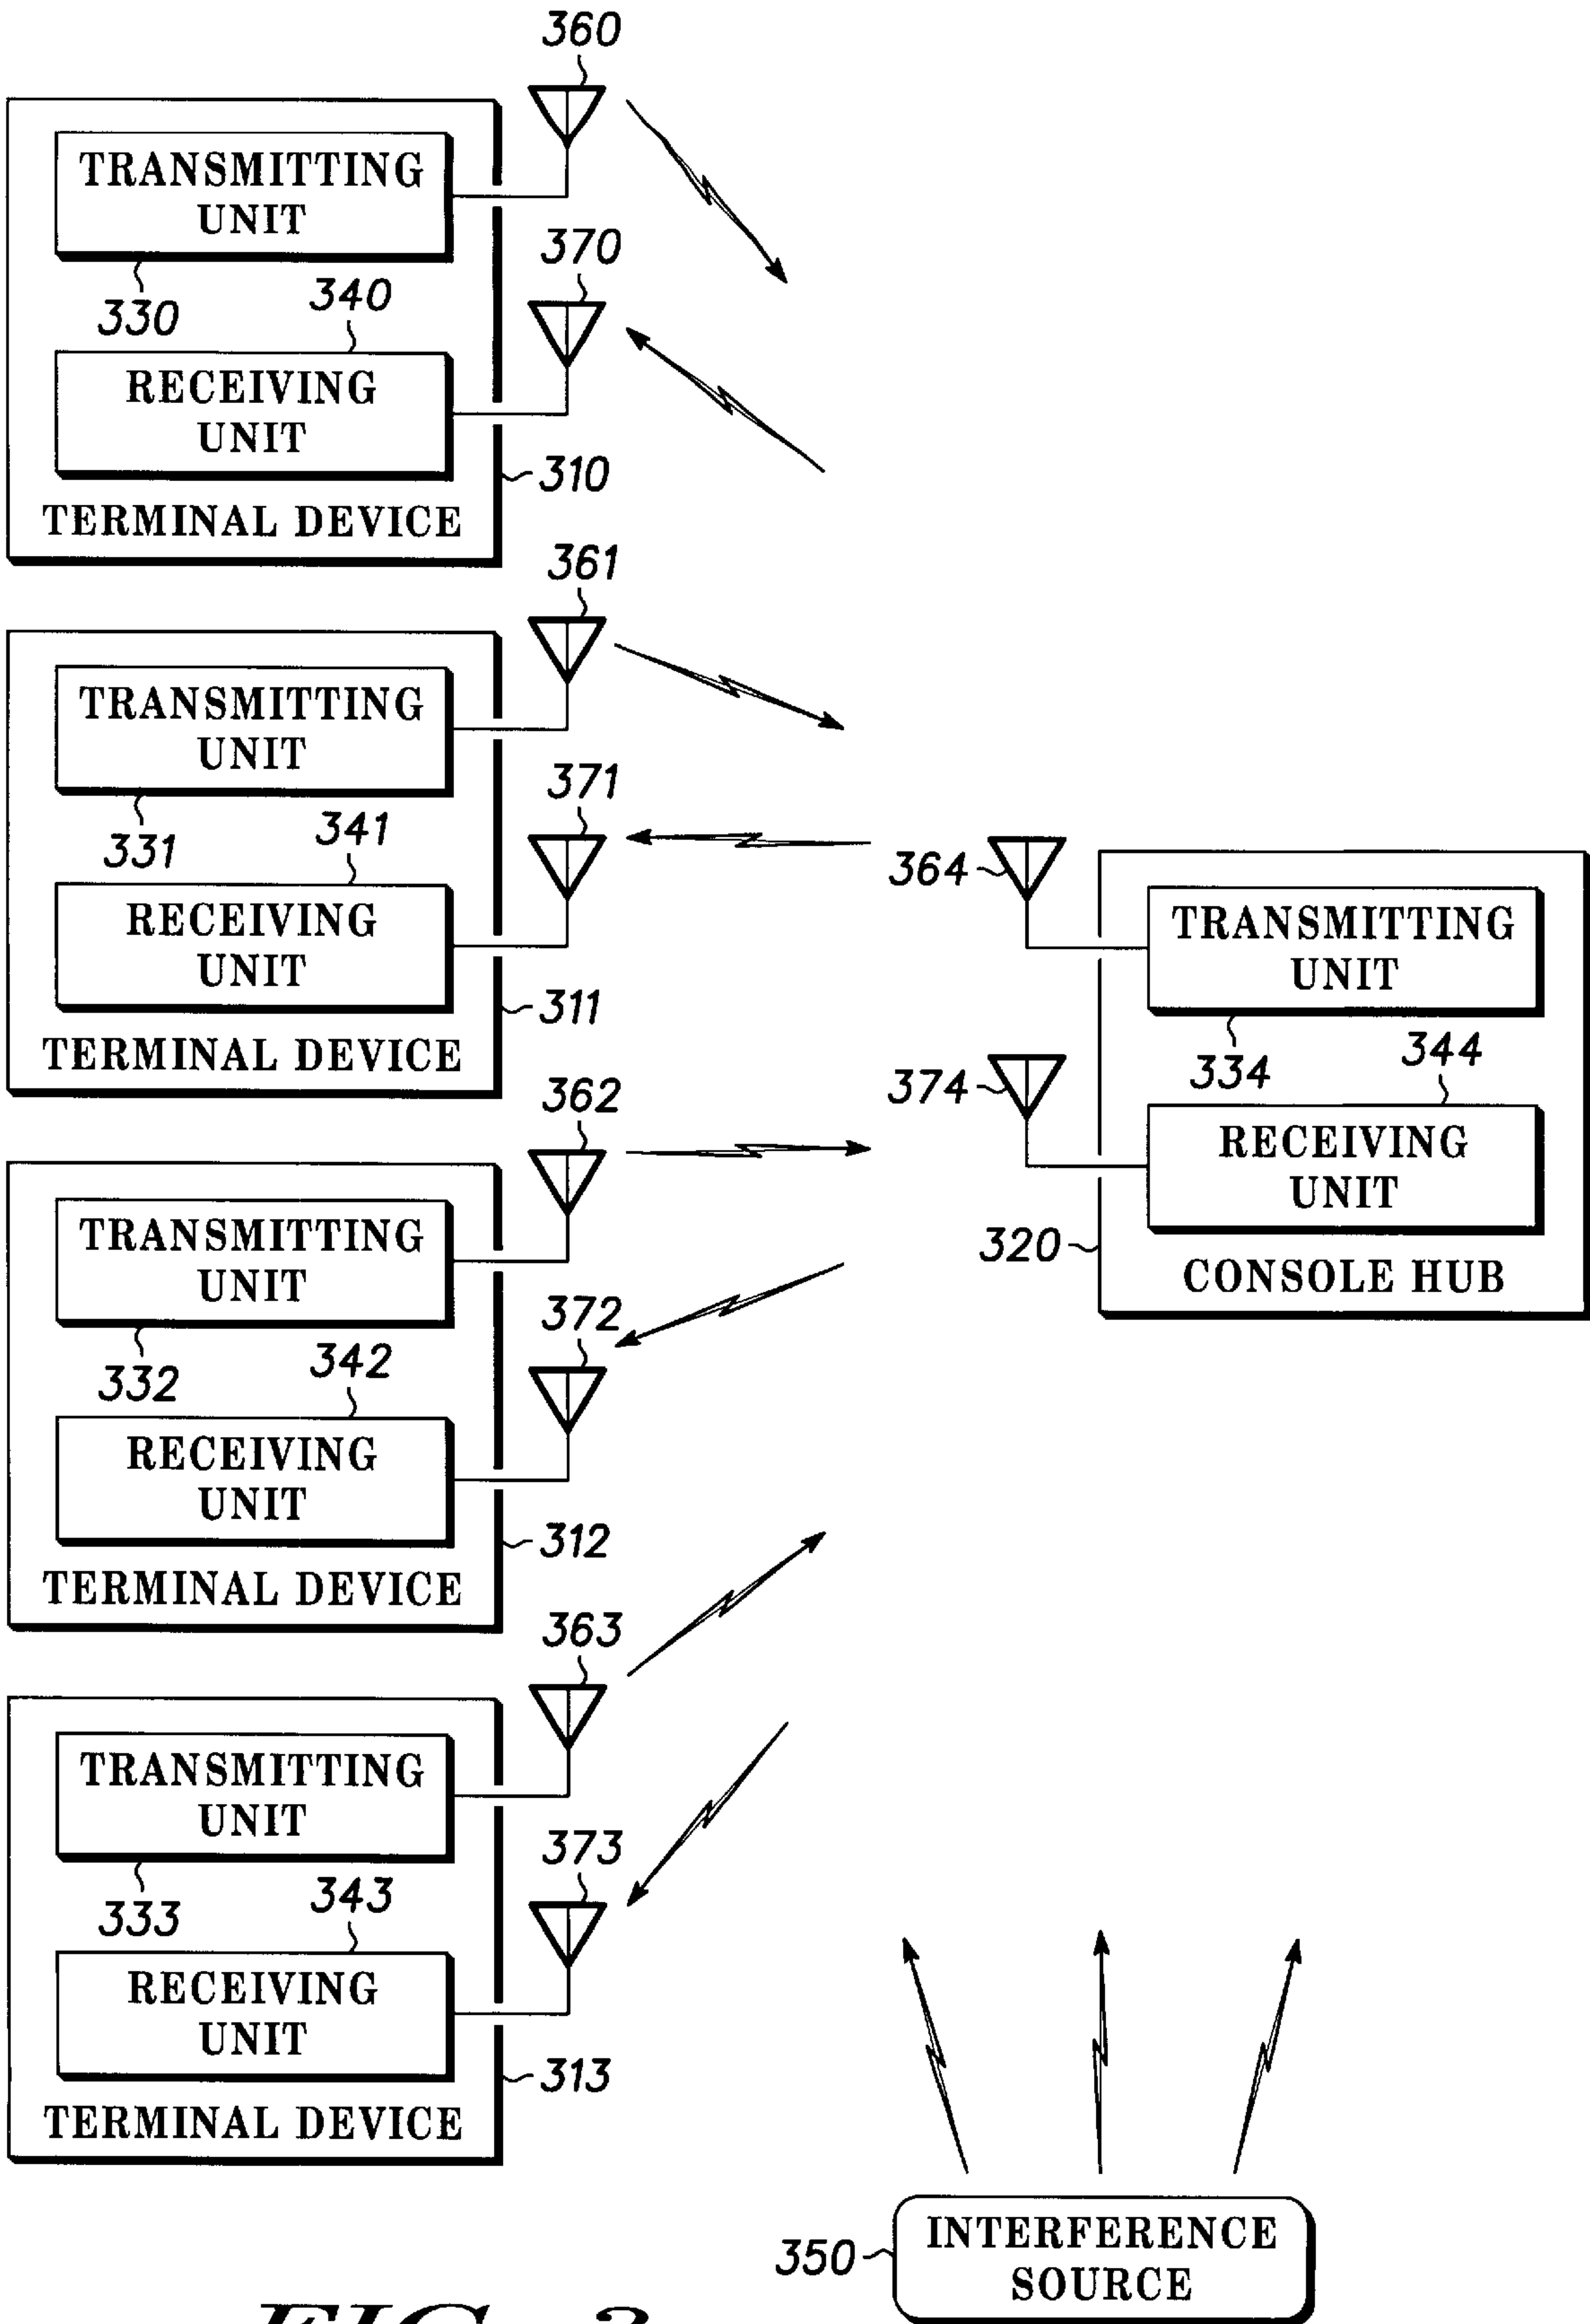 360
TRANSMITTING
UNIT
370
330
340
RECEIVING
UNIT
310
TERMINAL DEVICE
361
TRANSMITTING
UNIT
371
331
341
RECEIVING
UNIT
311
TERMINAL DEVICE
364
TRANSMITTING
UNIT
334
344
374
RECEIVING
UNIT
320
CONSOLE HUB
362
TRANSMITTING
UNIT
372
332
342
RECEIVING
UNIT
312
TERMINAL DEVICE
363
TRANSMITTING
UNIT
373
333
343
RECEIVING
UNIT
313
TERMINAL DEVICE
350
INTERFERENCE
SOURCE